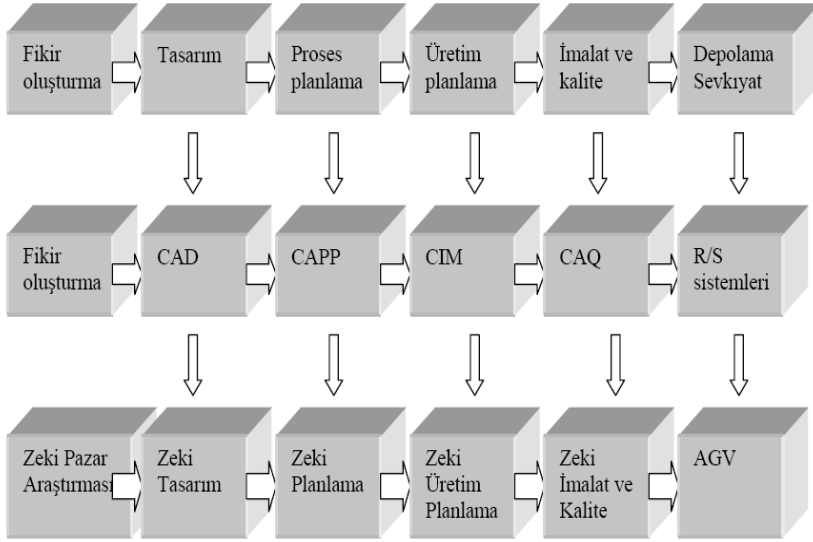 Fikir
oluşturma
Tasarım
Proses
planlama
Üretim
planlama
İmalat ve
kalite
Depolama
Sevkıyat
Fikir
oluşturma
CAD
CAPP
CIM
CAQ
R/S
sistemleri
Zeki Pazar
Araştırması
Zeki
Tasarım
Zeki
Planlama
Zeki
Üretim
Planlama
Zeki
İmalat ve
Kalite
AGV